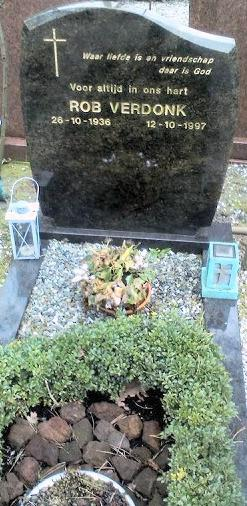 Waar liefde is en vriendschap
daar is God
Voor altijd in ons hart
ROB VERDONK
26-10-1936 12-10-1997